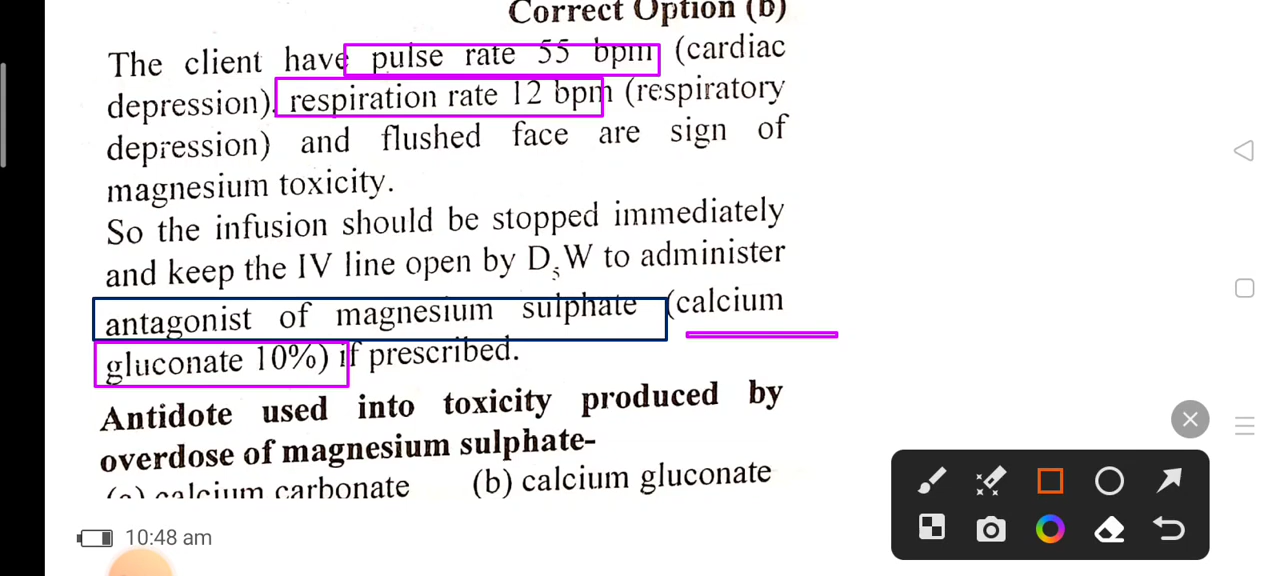 Correct Option (b)
The client have pulse rate 55 bpm (cardiac
depression), respiration rate 12 bpm (respiratory
depression) and flushed face are sign of
magnesium toxicity.
So the infusion should be stopped immediately
and keep the IV line open by D₅W to administer
antagonist of magnesium sulphate (calcium
gluconate 10%) if prescribed.
Antidote used into toxicity produced by
overdose of magnesium sulphate-
(a) calcium carbonate (b) calcium gluconate
10:48 am